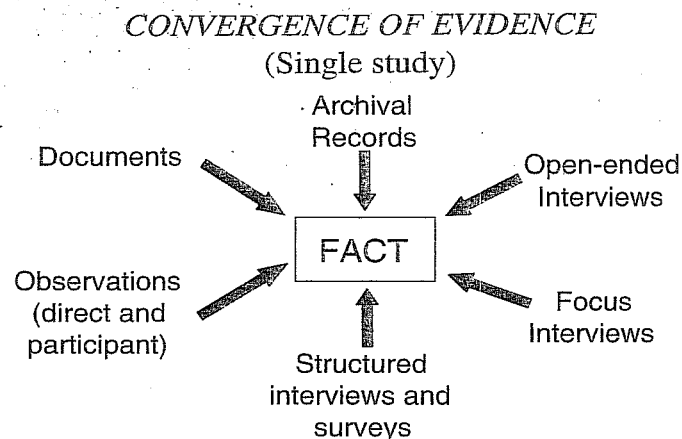 CONVERGENCE OF EVIDENCE
(Single study)
Archival
Records
Documents
Open-ended
Interviews
FACT
Observations
(direct and
participant)
Focus
Interviews
Structured
interviews and
surveys